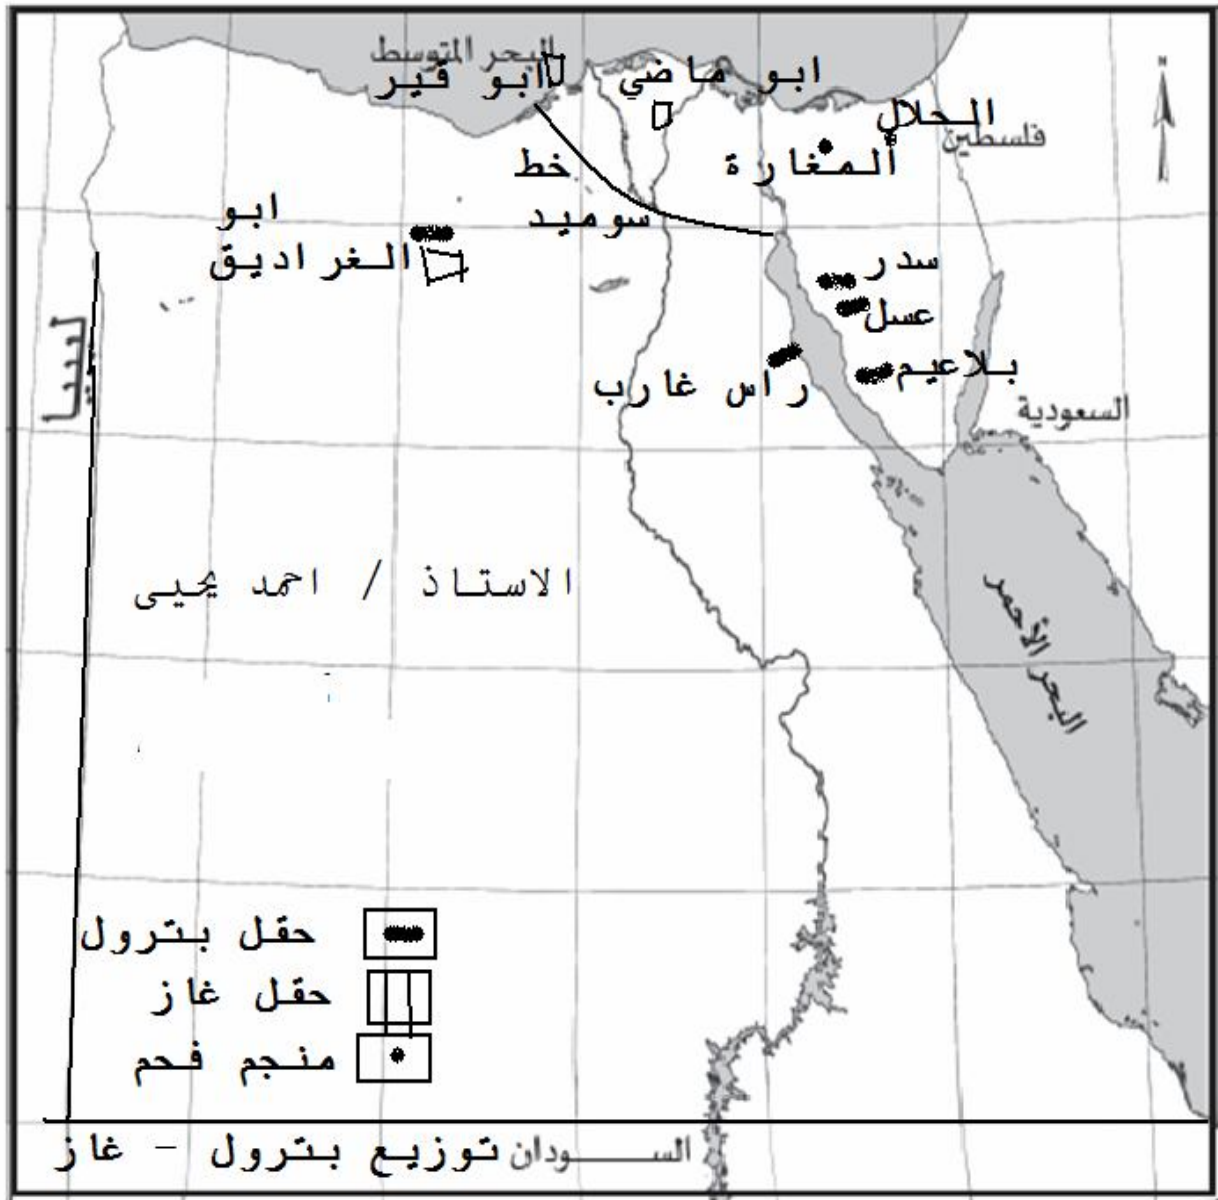 البحر المتوسط
ابو قير
ابو ماضي
N
الحلال
فلسطين
المغارة
خط
سوميد
ابو
الغراديق
سدر
عسل
بلاعيم
راس غارب
ليبيا
السعودية
الاستاذ / احمد يحيى
البحر الأحمر
حقل بترول
حقل غاز
منجم فحم
الســــودان
توزيع بترول - غاز